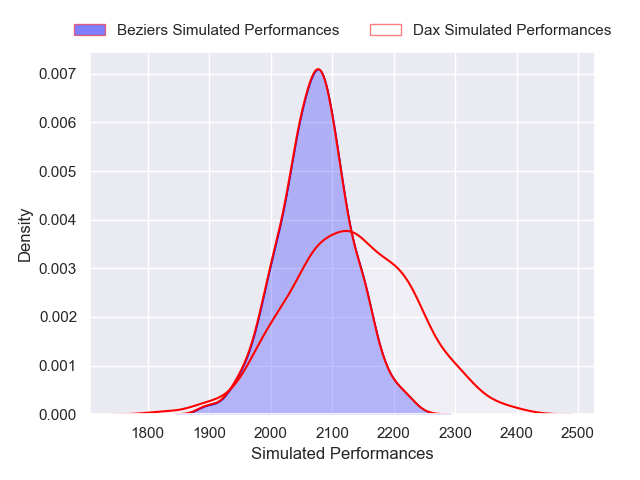 Beziers Simulated Performances Dax Simulated Performances
0.007
0.006
0.005
0.004
0.003
0.002
0.001
0.000
Density
1800 1900 2000 2100 2200 2300 2400 2500
Simulated Performances